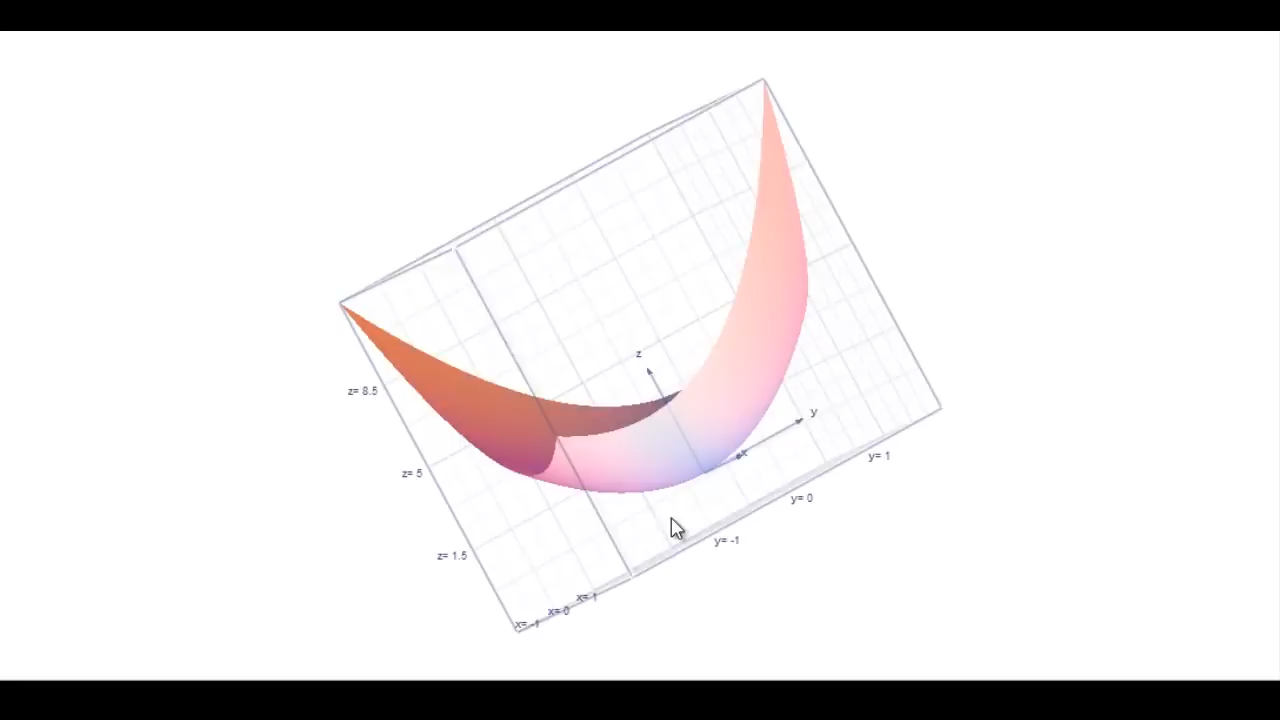 z
z= 8.5
y
x
y= 1
z= 5
y= 0
y= -1
z= 1.5
x= 1
x= 0
x= -1